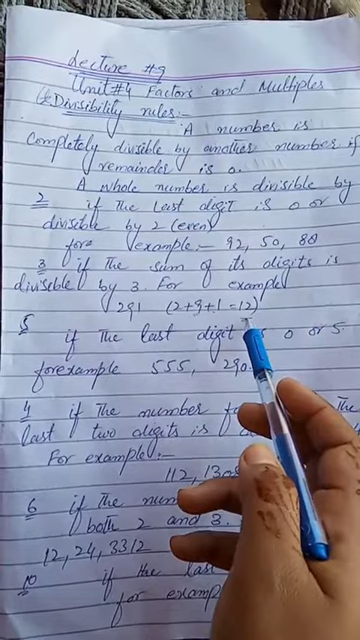 Lecture #9
Unit #4 Factors and Multiples
Divisibility rules:-
A number is
completely divisible by another number if
remainder is 0.
A whole number is divisible by
2 if the last digit is 0 or
divisible by 2 (even)
for example:- 92, 50, 80
3 if the sum of its digits is
divisible by 3. For example
291 (2+9+1=12)
5
if the last digit is 0 or 5.
for example 555, 290.
4 if the number the
last two digits is
For example:-
112, 1308
6 if the
both 2 and 3.
12, 24, 3312
10 if the last
for example